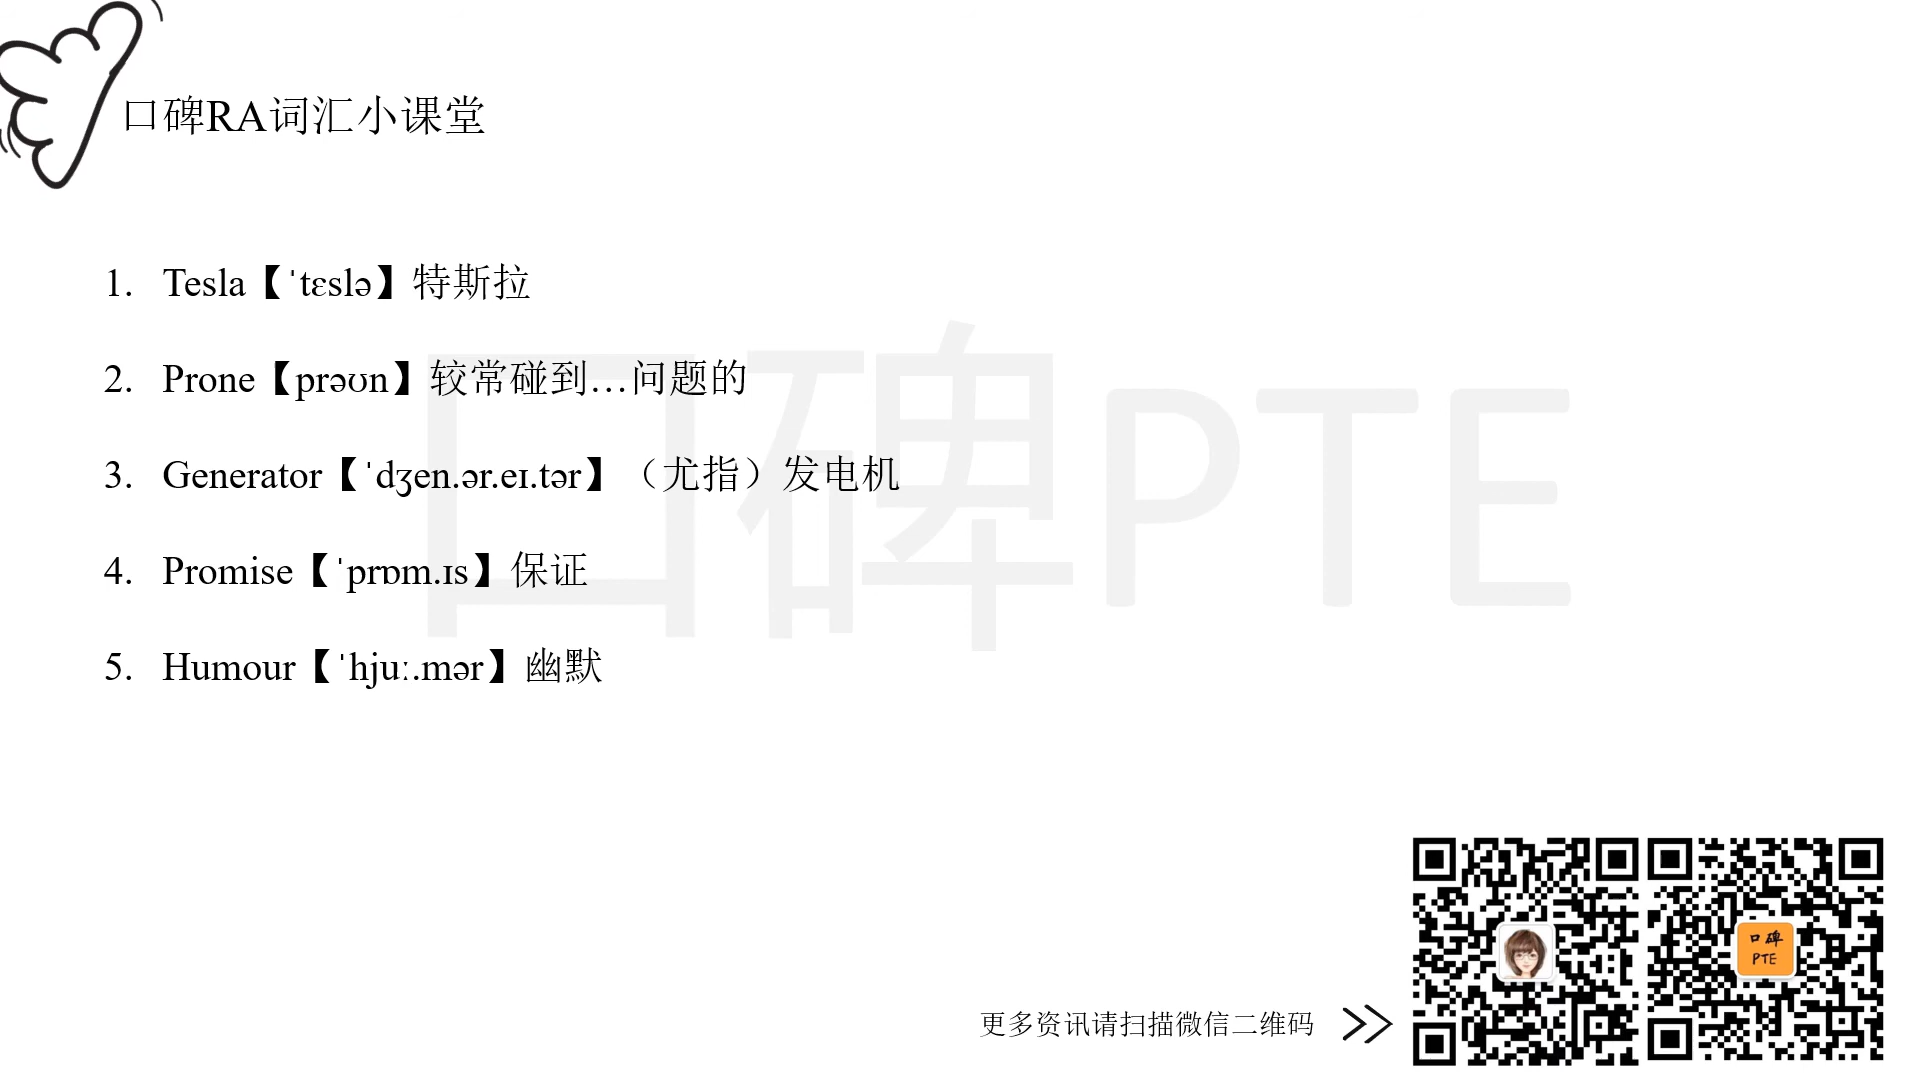 口碑RA词汇小课堂
1. Tesla【ˈtɛslə】特斯拉
2. Prone【prəʊn】较常碰到…问题的
3. Generator【ˈdʒen.ər.eɪ.tər】（尤指）发电机
4. Promise【ˈprɒm.ɪs】保证
5. Humour【ˈhjuː.mər】幽默
口碑PTE
口碑
PTE
更多资讯请扫描微信二维码